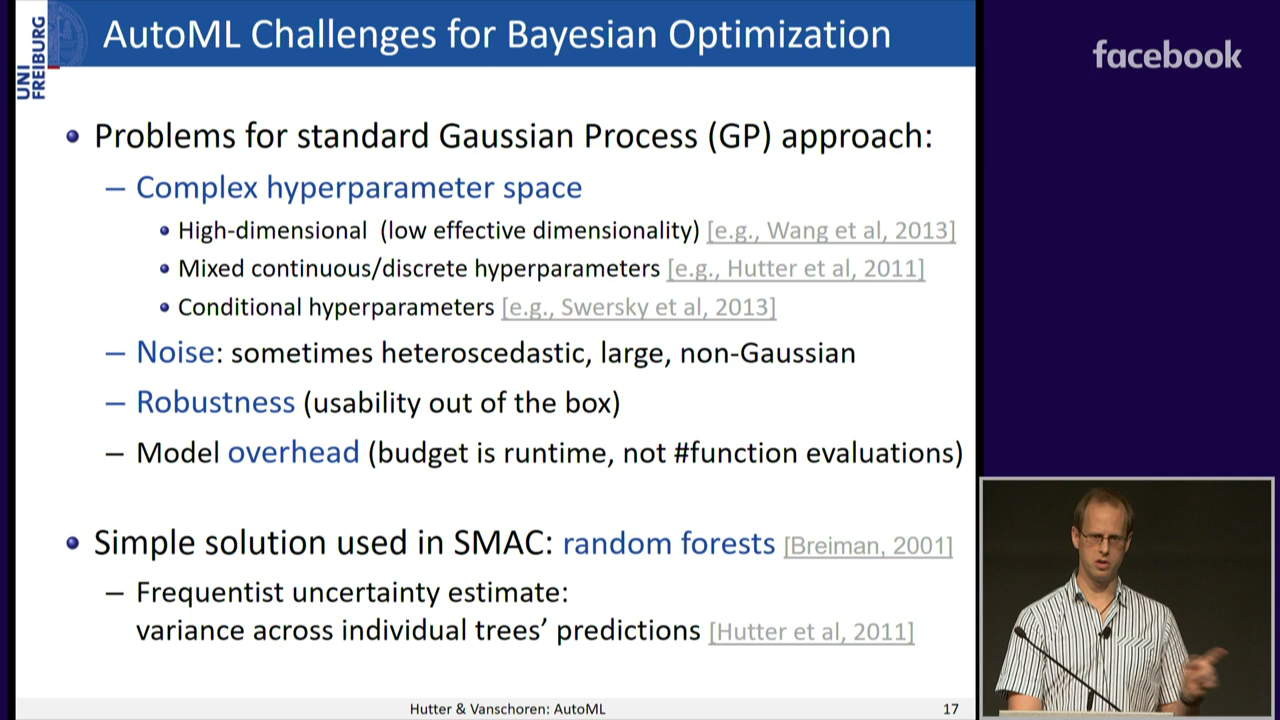 UNI
FREIBURG
AutoML Challenges for Bayesian Optimization
facebook
• Problems for standard Gaussian Process (GP) approach:
– Complex hyperparameter space
• High-dimensional (low effective dimensionality) [e.g., Wang et al, 2013]
• Mixed continuous/discrete hyperparameters [e.g., Hutter et al, 2011]
• Conditional hyperparameters [e.g., Swersky et al, 2013]
– Noise: sometimes heteroscedastic, large, non-Gaussian
– Robustness (usability out of the box)
– Model overhead (budget is runtime, not #function evaluations)
• Simple solution used in SMAC: random forests [Breiman, 2001]
– Frequentist uncertainty estimate:
variance across individual trees’ predictions [Hutter et al, 2011]
Hutter & Vanschoren: AutoML
17